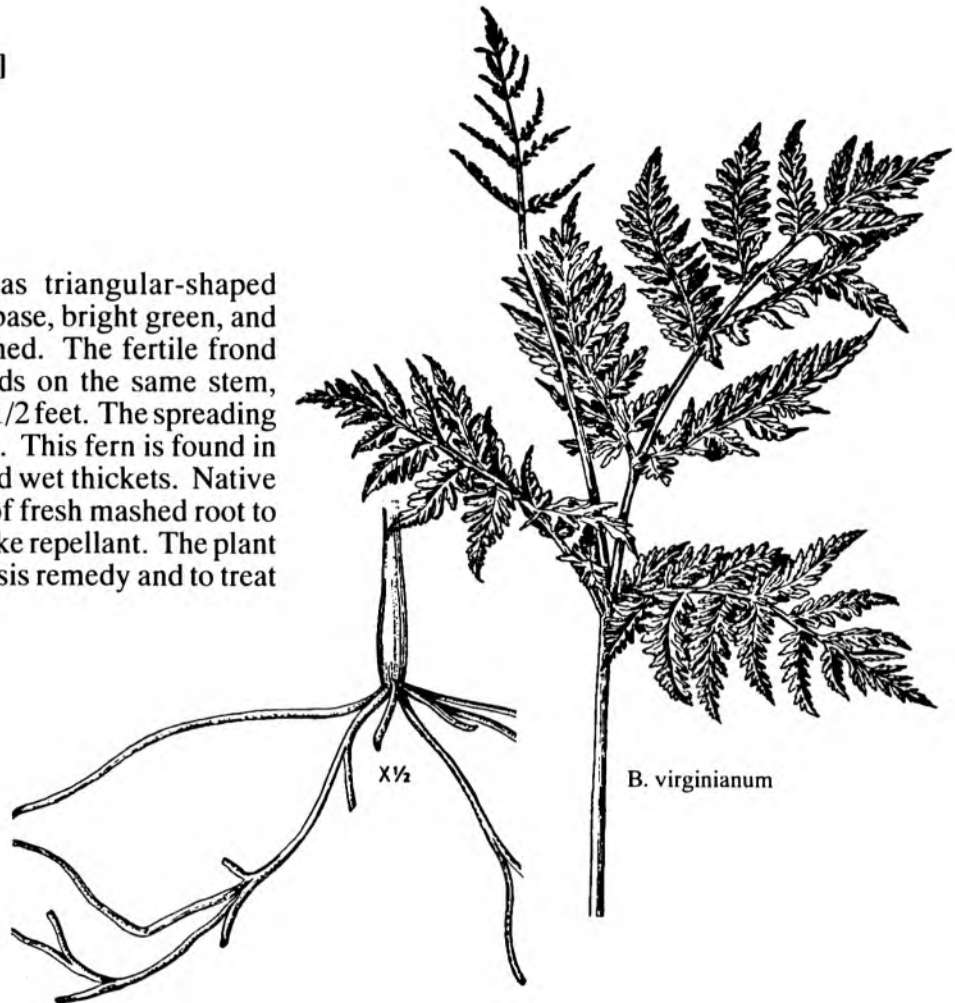 ]
as triangular-shaped
base, bright green, and
ned. The fertile frond
ds on the same stem,
1/2 feet. The spreading
. This fern is found in
d wet thickets. Native
of fresh mashed root to
ke repellant. The plant
sis remedy and to treat
X½
B. virginianum